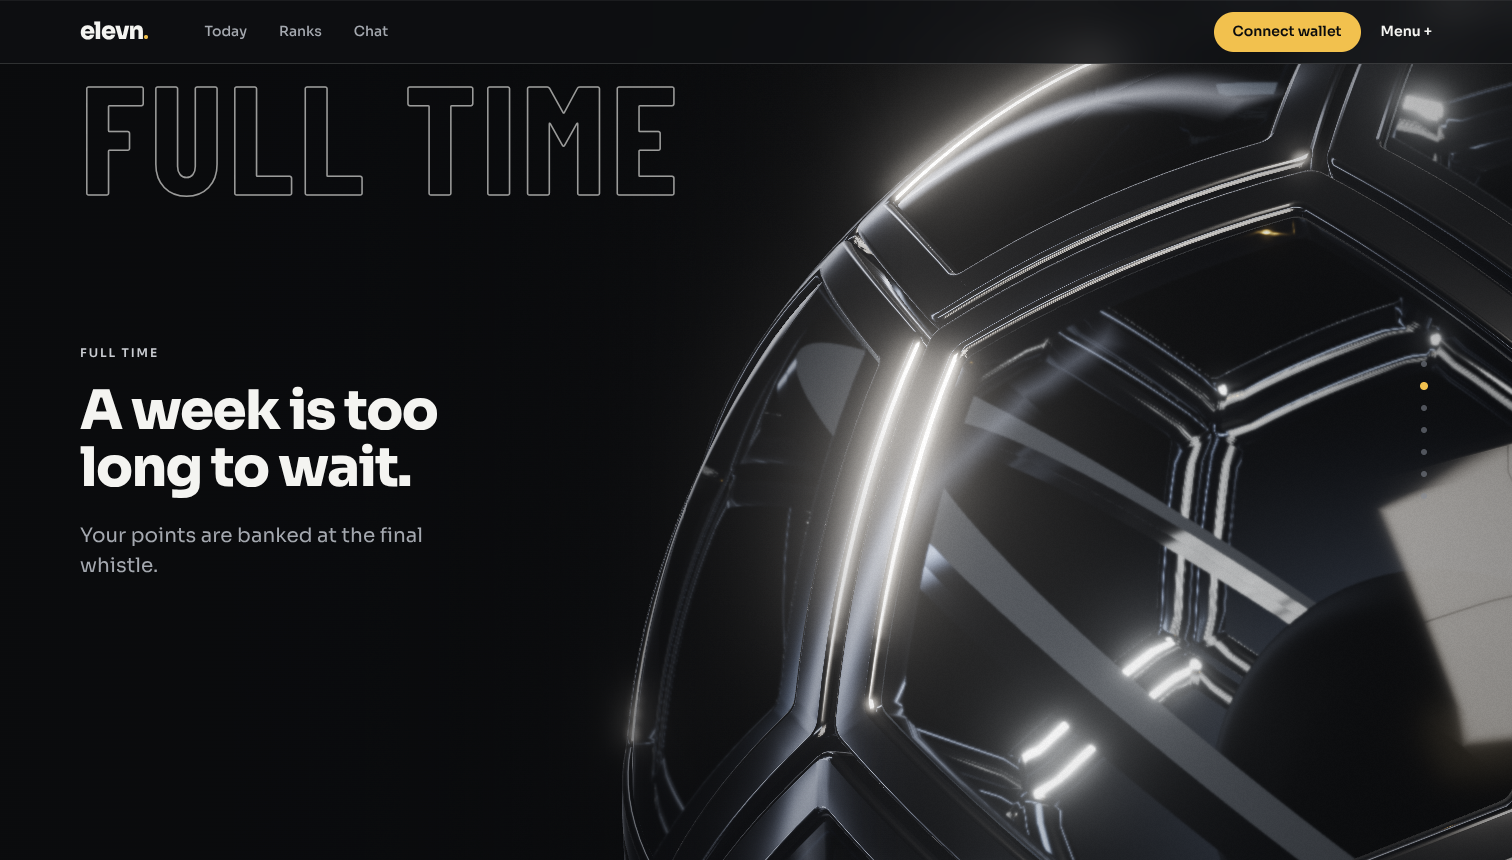 elevn.
Today
Ranks
Chat
Connect wallet
Menu +
FULL TIME
FULL TIME
A week is too
long to wait.
Your points are banked at the final
whistle.